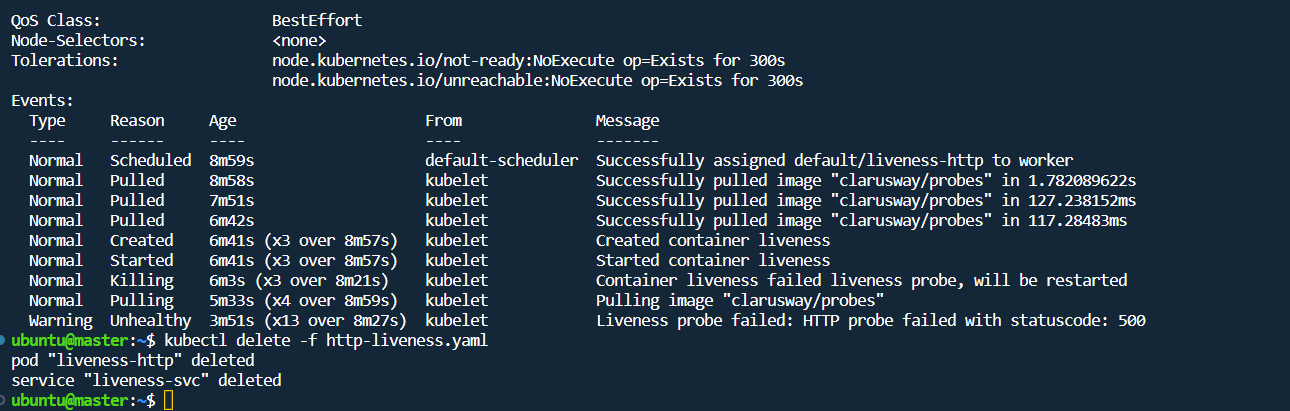 QoS Class:                   BestEffort
Node-Selectors:              <none>
Tolerations:                 node.kubernetes.io/not-ready:NoExecute op=Exists for 300s
                             node.kubernetes.io/unreachable:NoExecute op=Exists for 300s
Events:
  Type     Reason     Age                    From               Message
  ----     ------     ----                   ----               -------
  Normal   Scheduled  8m59s                  default-scheduler  Successfully assigned default/liveness-http to worker
  Normal   Pulled     8m58s                  kubelet            Successfully pulled image "clarusway/probes" in 1.782089622s
  Normal   Pulled     7m51s                  kubelet            Successfully pulled image "clarusway/probes" in 127.238152ms
  Normal   Pulled     6m42s                  kubelet            Successfully pulled image "clarusway/probes" in 117.28483ms
  Normal   Created    6m41s (x3 over 8m57s)  kubelet            Created container liveness
  Normal   Started    6m41s (x3 over 8m57s)  kubelet            Started container liveness
  Normal   Killing    6m3s (x3 over 8m21s)   kubelet            Container liveness failed liveness probe, will be restarted
  Normal   Pulling    5m33s (x4 over 8m59s)  kubelet            Pulling image "clarusway/probes"
  Warning  Unhealthy  3m51s (x13 over 8m27s)  kubelet            Liveness probe failed: HTTP probe failed with statuscode: 500
ubuntu@master:~$ kubectl delete -f http-liveness.yaml
pod "liveness-http" deleted
service "liveness-svc" deleted
ubuntu@master:~$